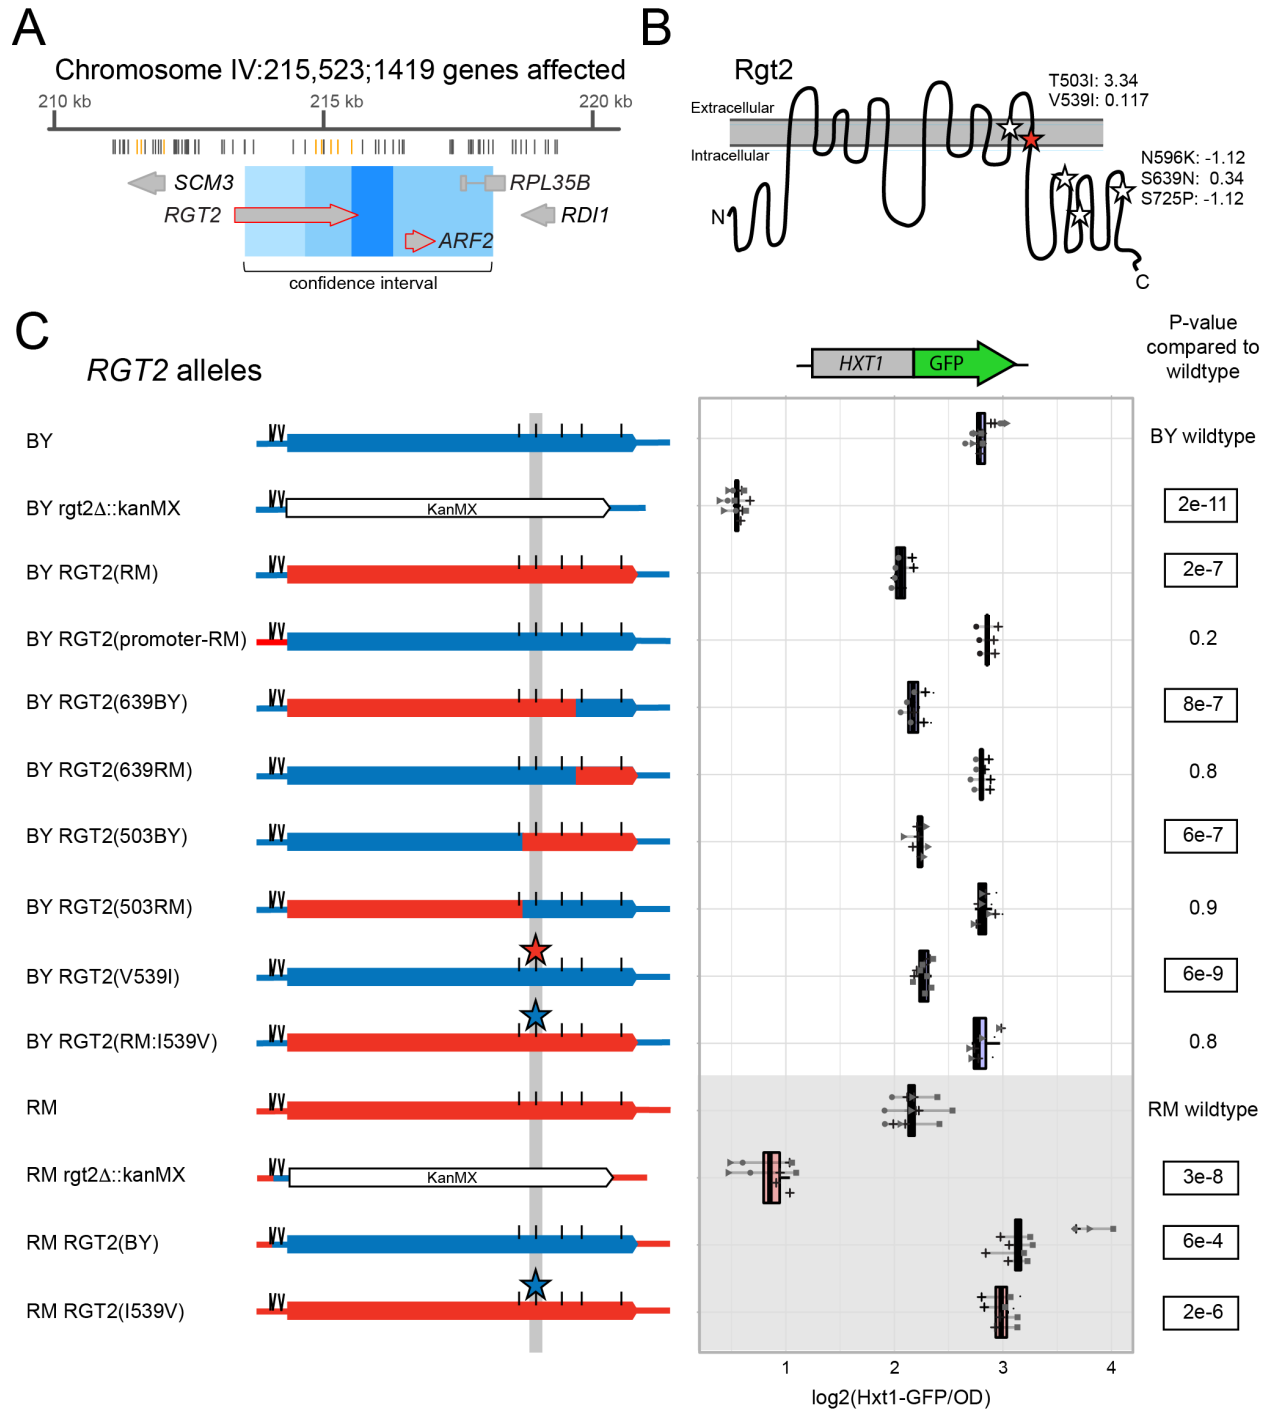 A
Chromosome IV:215,523;1419 genes affected
210 kb 215 kb 220 kb
SCM3
RPL35B
RGT2
RDI1
ARF2
confidence interval
B
Rgt2
T503I: 3.34
V539I: 0.117
Extracellular
Intracellular
N596K: -1.12
S639N: 0.34
S725P: -1.12
N
C
C
RGT2 alleles
HXT1 GFP
P-value
compared to
wildtype
BY
BY wildtype
BY rgt2Δ::kanMX
KanMX
2e-11
BY RGT2(RM)
2e-7
BY RGT2(promoter-RM)
0.2
BY RGT2(639BY)
8e-7
BY RGT2(639RM)
0.8
BY RGT2(503BY)
6e-7
BY RGT2(503RM)
0.9
BY RGT2(V539I)
6e-9
BY RGT2(RM:I539V)
0.8
RM
RM wildtype
RM rgt2Δ::kanMX
KanMX
3e-8
RM RGT2(BY)
6e-4
RM RGT2(I539V)
2e-6
1 2 3 4
log2(Hxt1-GFP/OD)